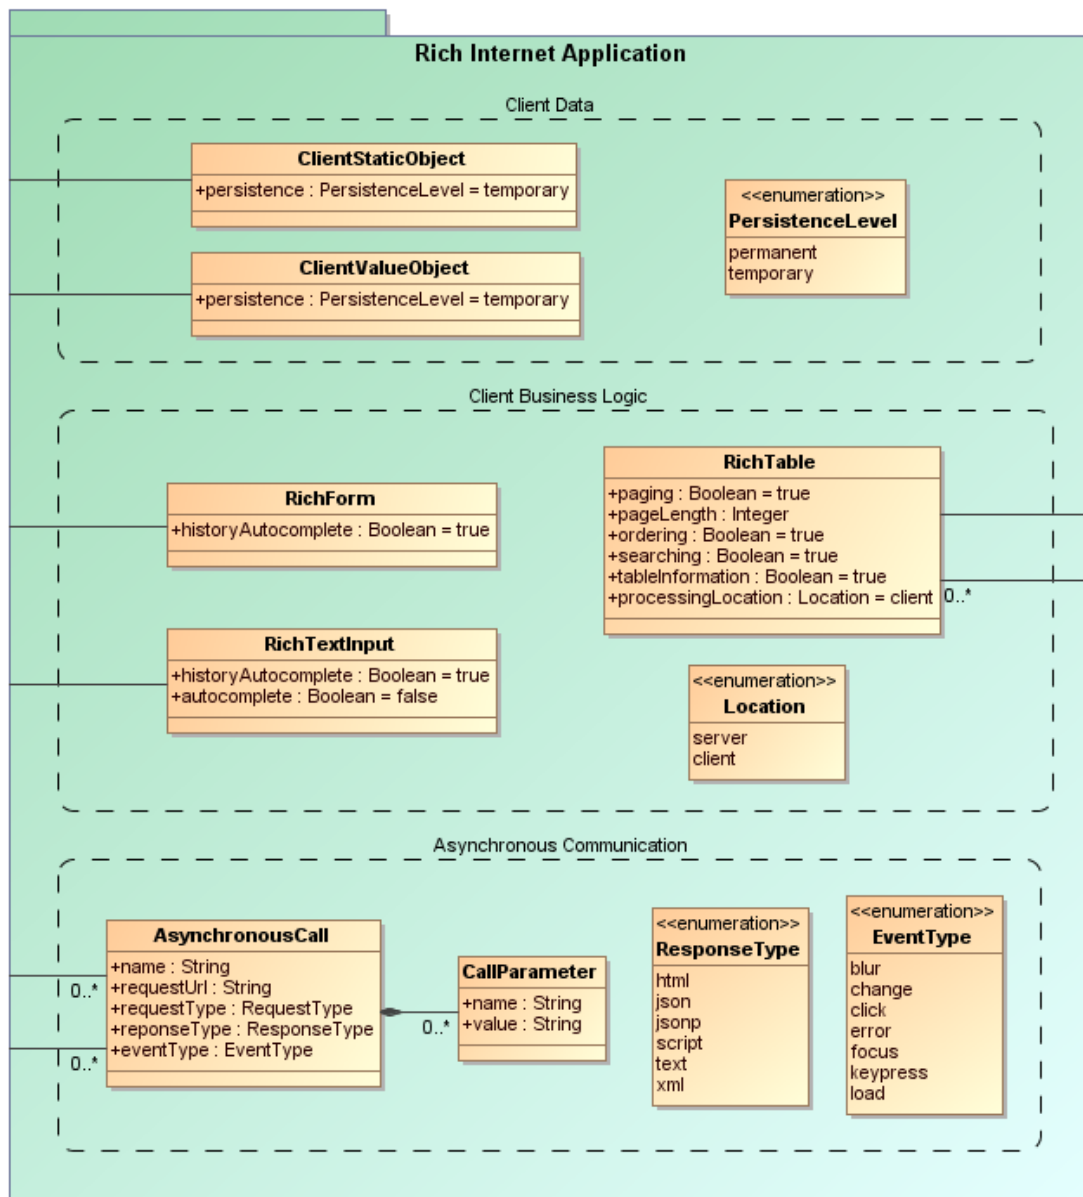 Rich Internet Application
Client Data
ClientStaticObject
+persistence : PersistenceLevel = temporary
<<enumeration>>
PersistenceLevel
permanent
temporary
ClientValueObject
+persistence : PersistenceLevel = temporary
Client Business Logic
RichForm
+historyAutocomplete : Boolean = true
RichTable
+paging : Boolean = true
+pageLength : Integer
+ordering : Boolean = true
+searching : Boolean = true
+tableInformation : Boolean = true
+processingLocation : Location = client
0..*
RichTextInput
+historyAutocomplete : Boolean = true
+autocomplete : Boolean = false
<<enumeration>>
Location
server
client
Asynchronous Communication
AsynchronousCall
+name : String
+requestUrl : String
+requestType : RequestType
+reponseType : ResponseType
+eventType : EventType
0..*
0..*
CallParameter
+name : String
+value : String
0..*
<<enumeration>>
ResponseType
html
json
jsonp
script
text
xml
<<enumeration>>
EventType
blur
change
click
error
focus
keypress
load